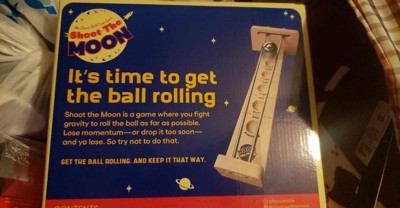 Shoot The
MOON
It's time to get
the ball rolling
Shoot the Moon is a game where you fight
gravity to roll the ball as far as possible.
Lose momentum—or drop it too soon—
and ya lose. So try not to do that.
GET THE BALL ROLLING. AND KEEP IT THAT WAY.
CONTENTS